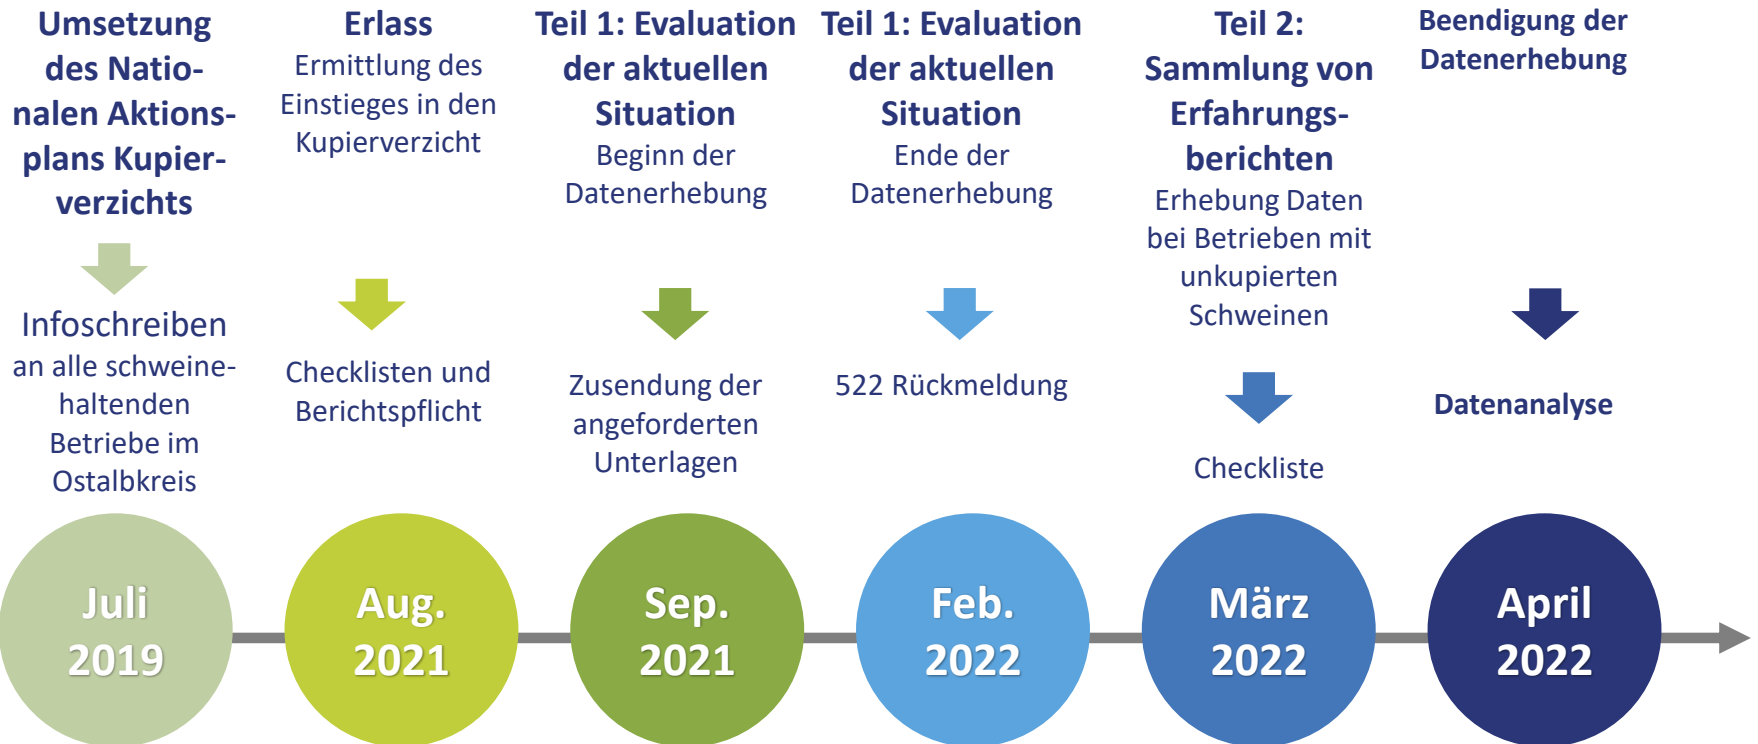 Umsetzung
des Natio-
nalen Aktions-
plans Kupier-
verzichts
Infoschreiben
an alle schweine-
haltenden
Betriebe im
Ostalbkreis
Juli
2019
Erlass
Ermittlung des
Einstieges in den
Kupierverzicht
Checklisten und
Berichtspflicht
Aug.
2021
Teil 1: Evaluation
der aktuellen
Situation
Beginn der
Datenerhebung
Zusendung der
angeforderten
Unterlagen
Sep.
2021
Teil 1: Evaluation
der aktuellen
Situation
Ende der
Datenerhebung
522 Rückmeldung
Feb.
2022
Teil 2:
Sammlung von
Erfahrungs-
berichten
Erhebung Daten
bei Betrieben mit
unkupierten
Schweinen
Checkliste
März
2022
Beendigung der
Datenerhebung
Datenanalyse
April
2022